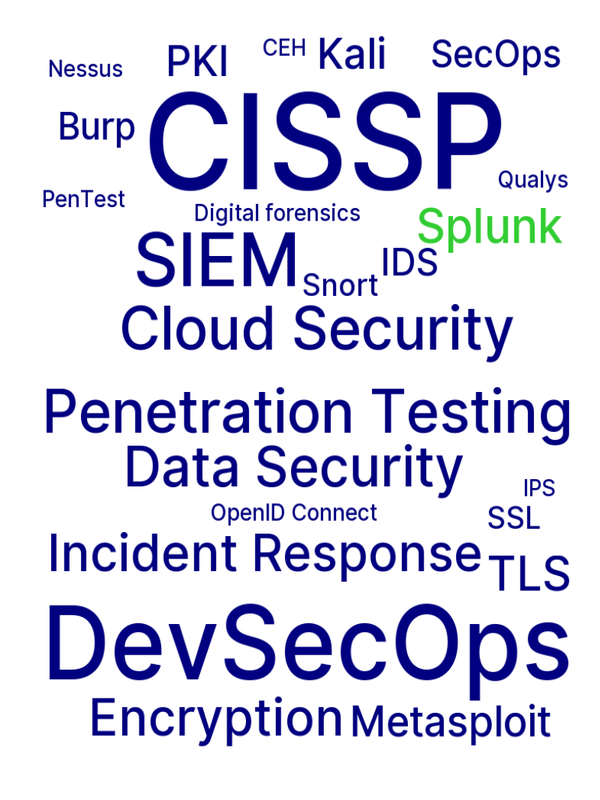 Nessus PKI CEH Kali SecOps
Burp CISSP
Qualys
PenTest
Digital forensics Splunk
SIEM Snort IDS
Cloud Security
Penetration Testing
Data Security
IPS
OpenID Connect SSL
Incident Response TLS
DevSecOps
Encryption Metasploit